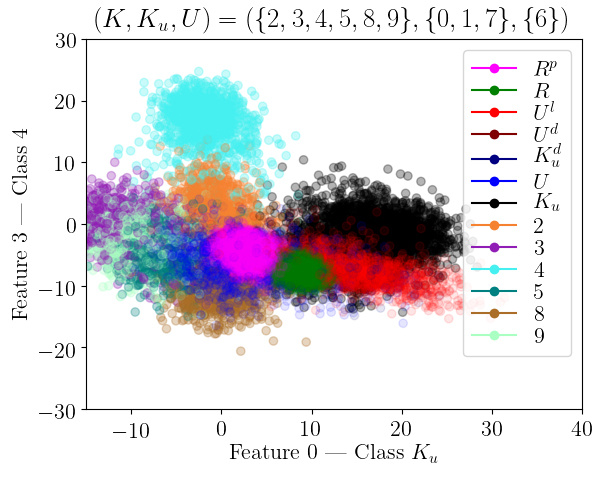 (K, K_u, U) = ({2, 3, 4, 5, 8, 9}, {0, 1, 7}, {6})
30
20
10
0
−10
−20
−30
Feature 3 — Class 4
R^p
R
U^l
U^d
K_u^d
U
K_u
2
3
4
5
8
9
−10
0
10
20
30
40
Feature 0 — Class K_u